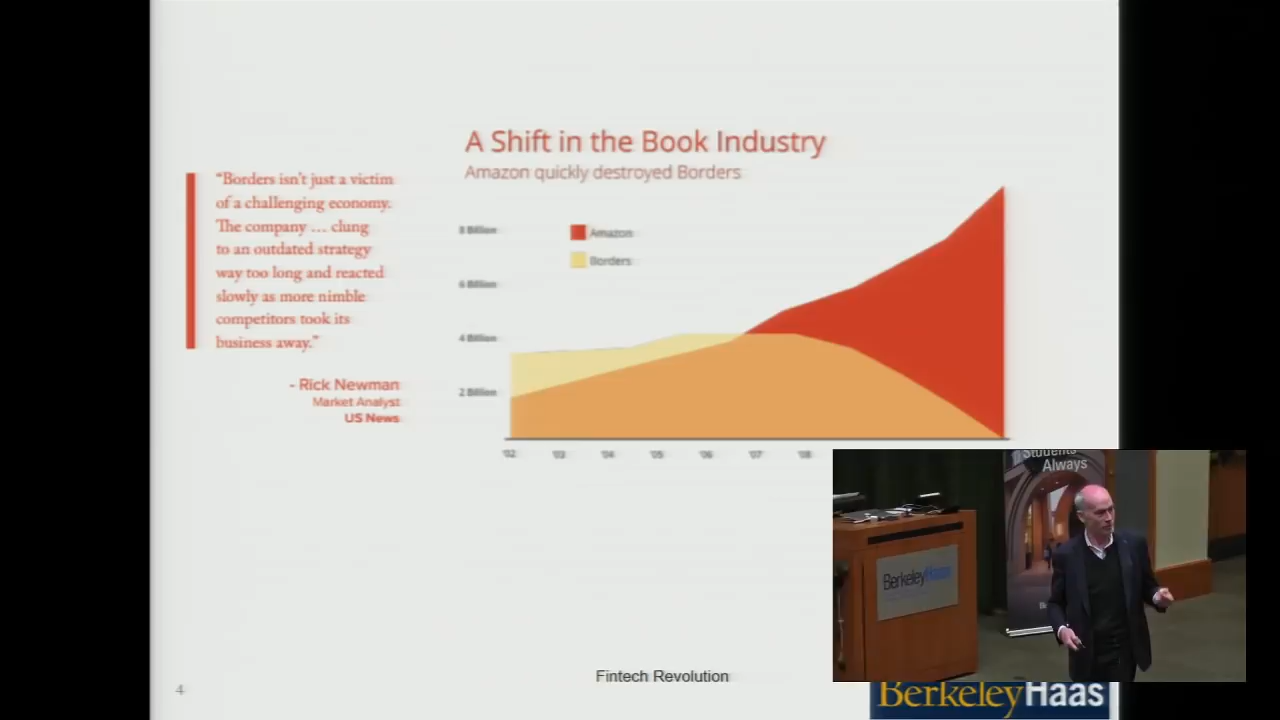 A Shift in the Book Industry
Amazon quickly destroyed Borders
“Borders isn’t just a victim
of a challenging economy.
The company ... clung
to an outdated strategy
way too long and reacted
slowly as more nimble
competitors took its
business away.”
- Rick Newman
Market Analyst
US News
8 Billion
6 Billion
4 Billion
2 Billion
Amazon
Borders
'02 '03 '04 '05 '06 '07 '08
Students
Always
BerkeleyHaas
4
Fintech Revolution
BerkeleyHaas